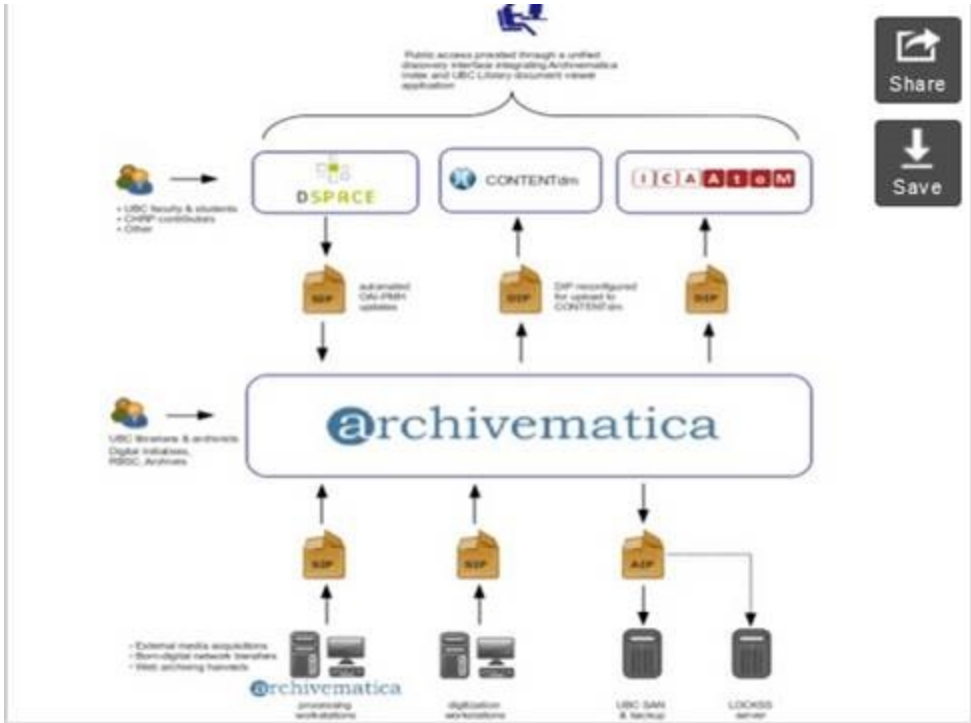 Public access provided through a unified
discovery interface integrating Archivematica
index and UBC Library document viewer
application
Share
Save
DSPACE
CONTENTdm
ICAAtoM
• UBC faculty & students
• CHRP contributors
• Other
SIP
automated
OAI-PMH
updates
DIP
DIP reconfigured
for upload to
CONTENTdm
DIP
archivematica
UBC librarians & archivists
Digital Initiatives,
RBSC, Archives
SIP
SIP
AIP
• External media acquisitions
• Born-digital network transfers
• Web archiving harvests
archivematica
processing
workstations
digitization
workstations
UBC SAN
& backup
LOCKSS
server